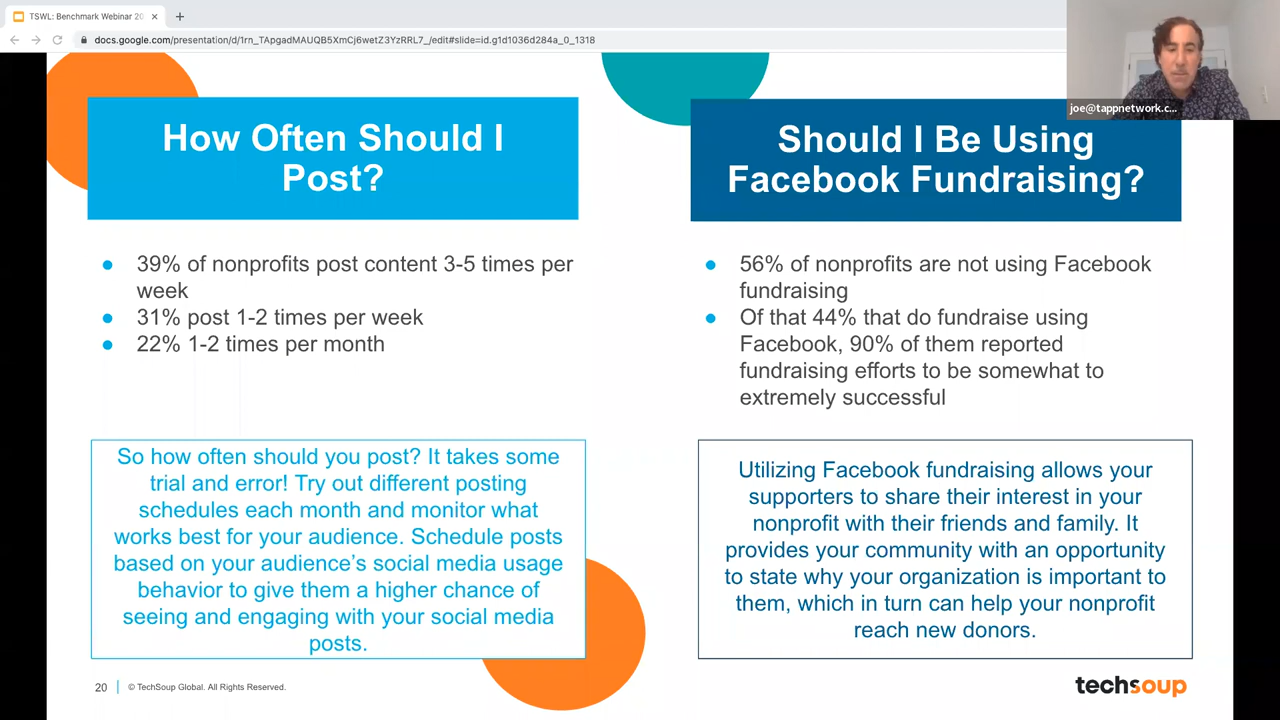 TSWL: Benchmark Webinar 20
docs.google.com/presentation/d/1rn_TApgadMAUQB5XmCj6wetZ3YzRRL7_/edit#slide=id.g1d1036d284a_0_1318
joe@tappnetwork.c...
How Often Should I
Post?
39% of nonprofits post content 3-5 times per
week
31% post 1-2 times per week
22% 1-2 times per month
So how often should you post? It takes some
trial and error! Try out different posting
schedules each month and monitor what
works best for your audience. Schedule posts
based on your audience’s social media usage
behavior to give them a higher chance of
seeing and engaging with your social media
posts.
Should I Be Using
Facebook Fundraising?
56% of nonprofits are not using Facebook
fundraising
Of that 44% that do fundraise using
Facebook, 90% of them reported
fundraising efforts to be somewhat to
extremely successful
Utilizing Facebook fundraising allows your
supporters to share their interest in your
nonprofit with their friends and family. It
provides your community with an opportunity
to state why your organization is important to
them, which in turn can help your nonprofit
reach new donors.
20
© TechSoup Global. All Rights Reserved.
techsoup